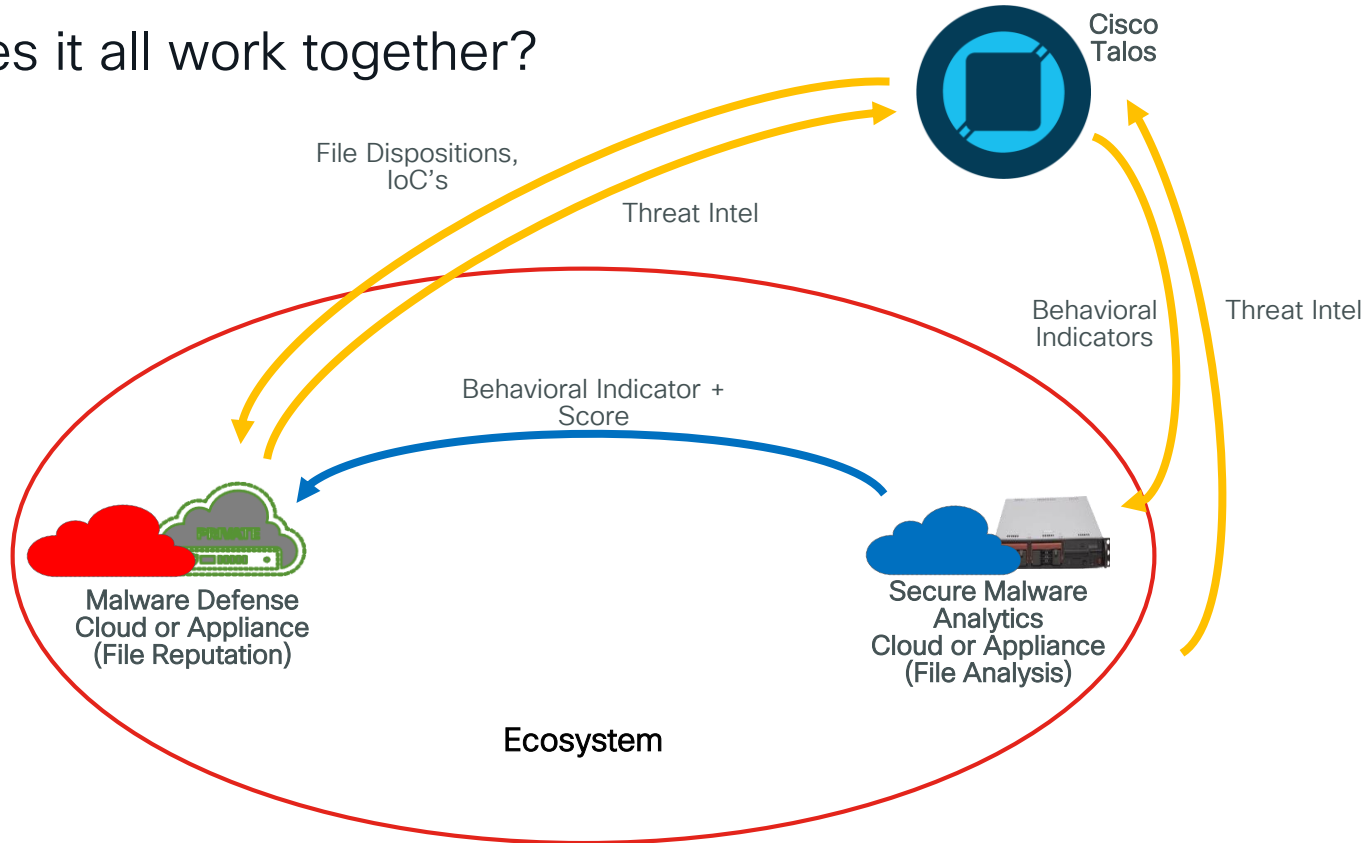 es it all work together?
Cisco
Talos
File Dispositions,
IoC's
Threat Intel
Behavioral
Indicators
Threat Intel
Behavioral Indicator +
Score
PRIVATE
Malware Defense
Cloud or Appliance
(File Reputation)
Secure Malware
Analytics
Cloud or Appliance
(File Analysis)
Ecosystem